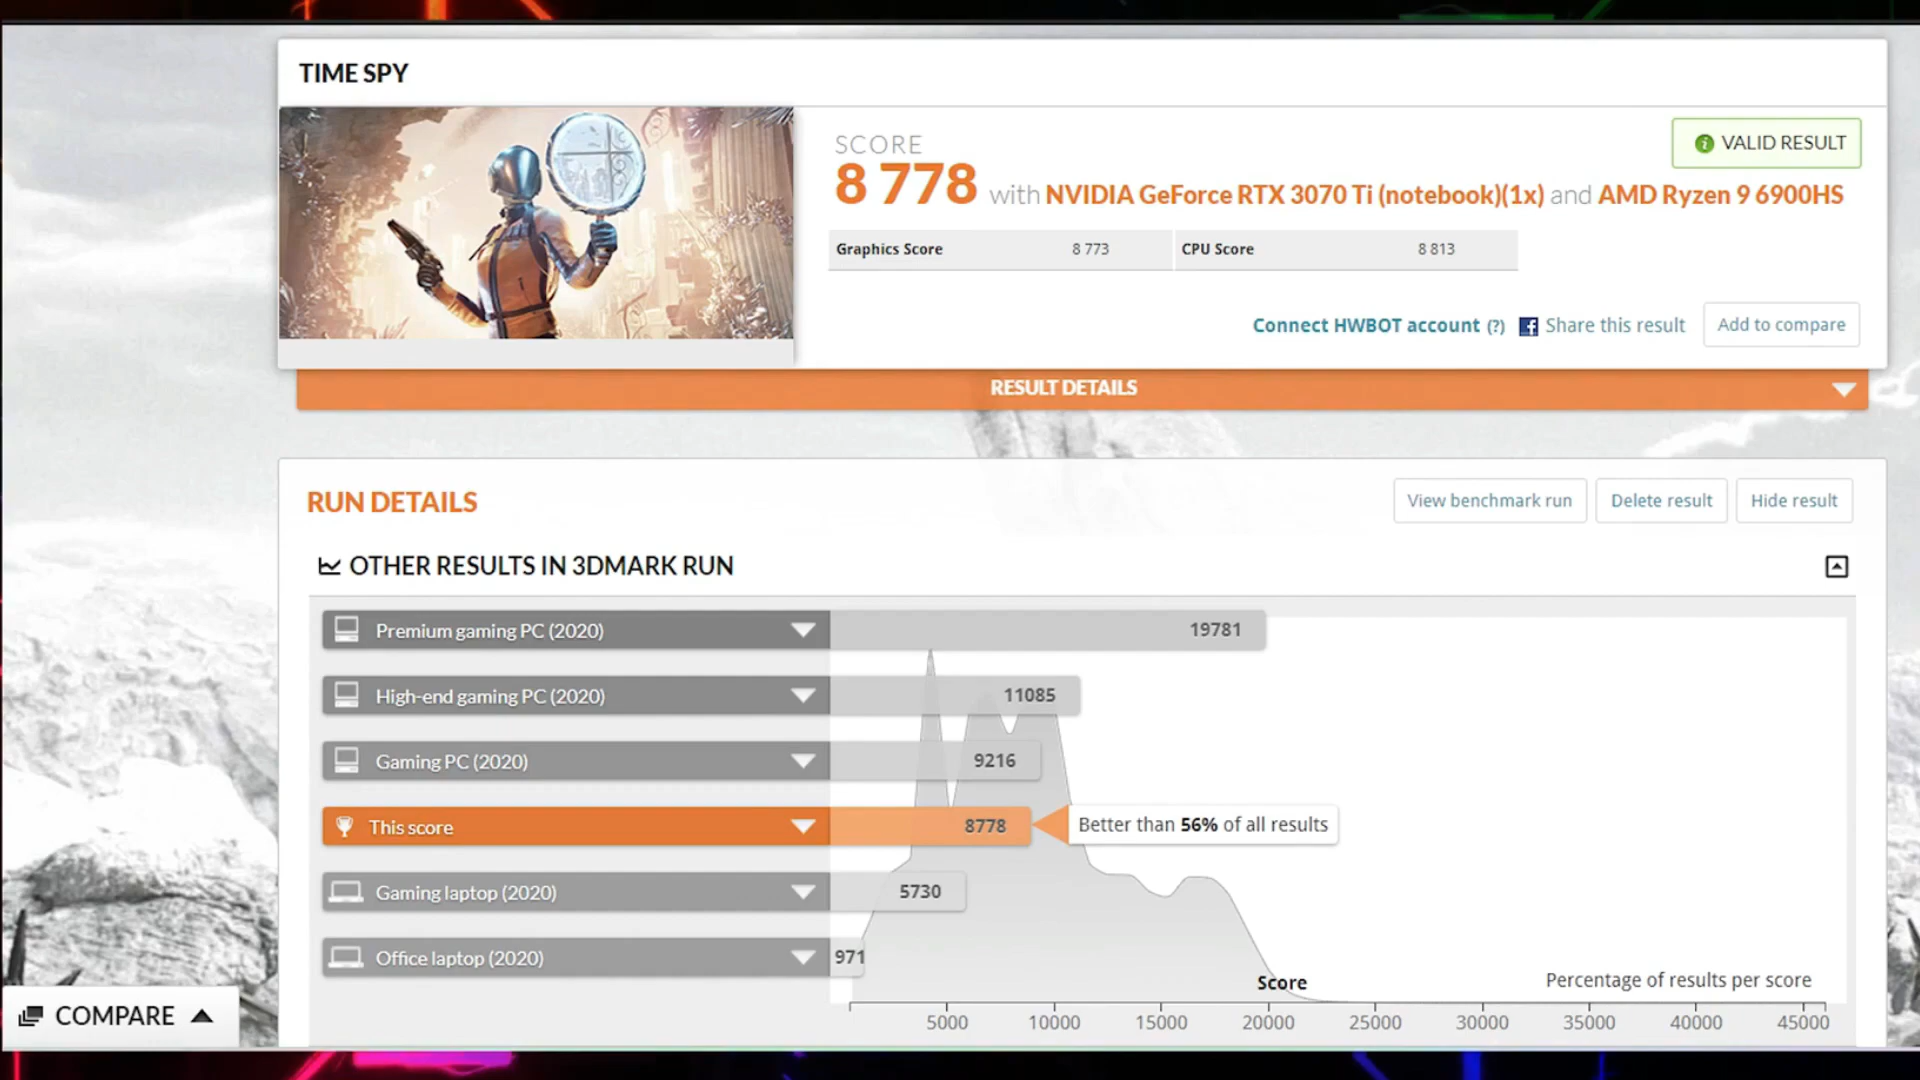 TIME SPY
SCORE
VALID RESULT
8 778 with NVIDIA GeForce RTX 3070 Ti (notebook)(1x) and AMD Ryzen 9 6900HS
Graphics Score 8 773 CPU Score 8 813
Connect HWBOT account (?) Share this result Add to compare
RESULT DETAILS
RUN DETAILS View benchmark run Delete result Hide result
OTHER RESULTS IN 3DMARK RUN
Premium gaming PC (2020) 19781
High-end gaming PC (2020) 11085
Gaming PC (2020) 9216
This score 8778 Better than 56% of all results
Gaming laptop (2020) 5730
Office laptop (2020) 971
Score Percentage of results per score
5000 10000 15000 20000 25000 30000 35000 40000 45000
COMPARE